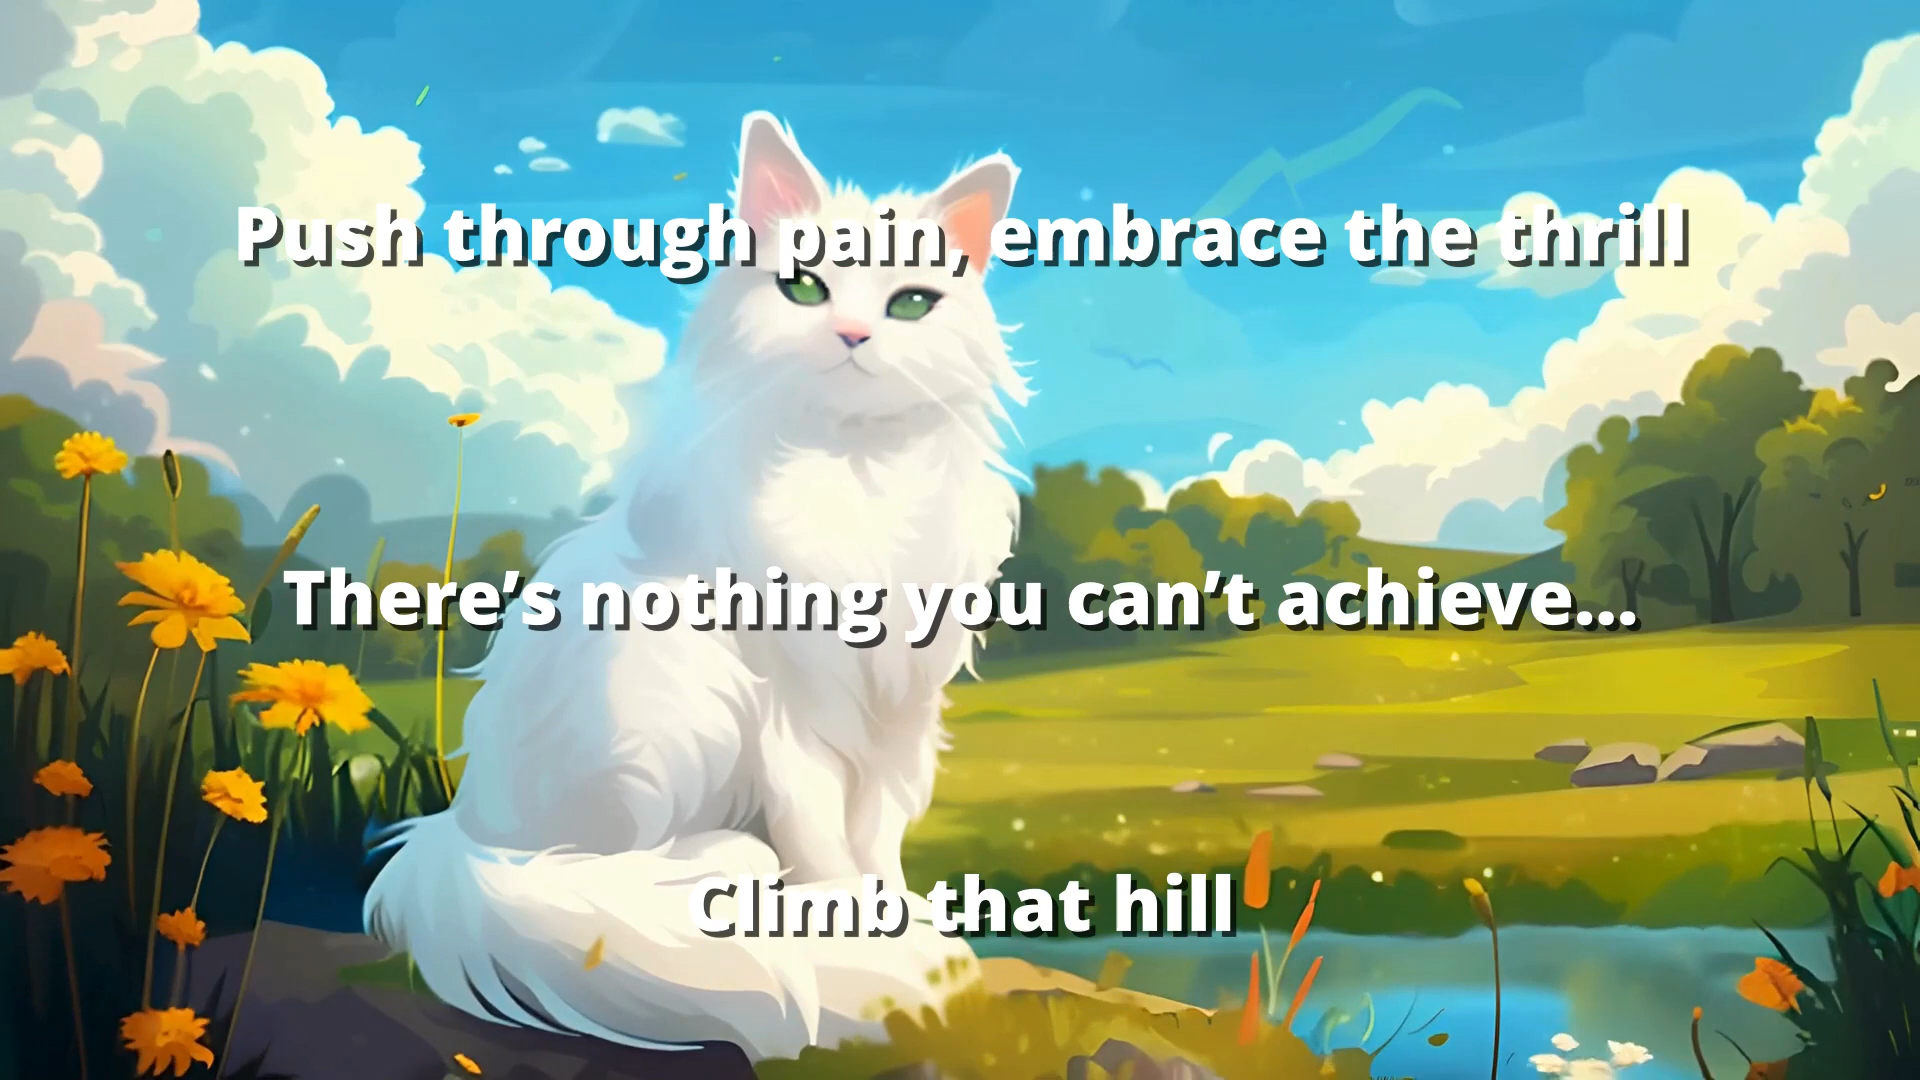 Push through pain, embrace the thrill
There’s nothing you can’t achieve...
Climb that hill